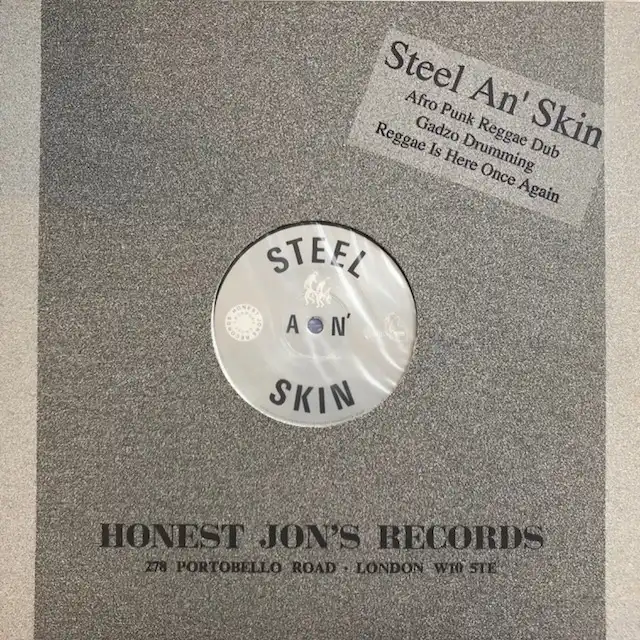 Steel An' Skin
Afro Punk Reggae Dub
Gadzo Drumming
Reggae Is Here Once Again
STEEL
AN'
SKIN
HONEST JON'S RECORDS
278 PORTOBELLO ROAD · LONDON W10 5TE